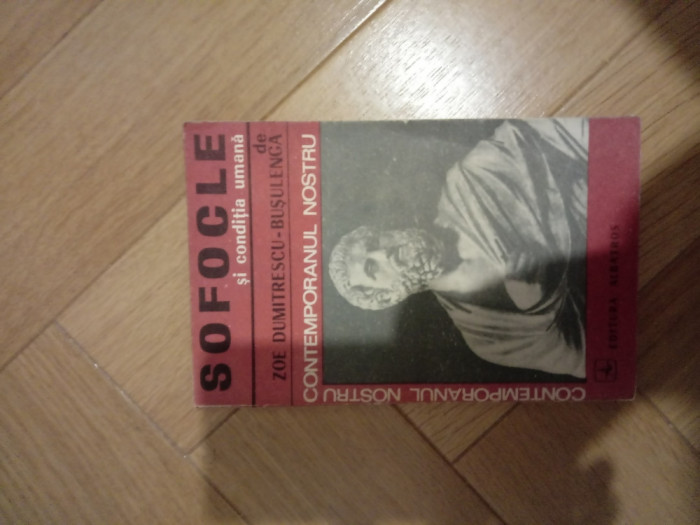 SOFOCLE
și condiția umană
de
ZOE DUMITRESCU-BUȘULENGA
CONTEMPORANUL NOSTRU
CONTEMPORANUL NOSTRU
EDITURA ALBATROS